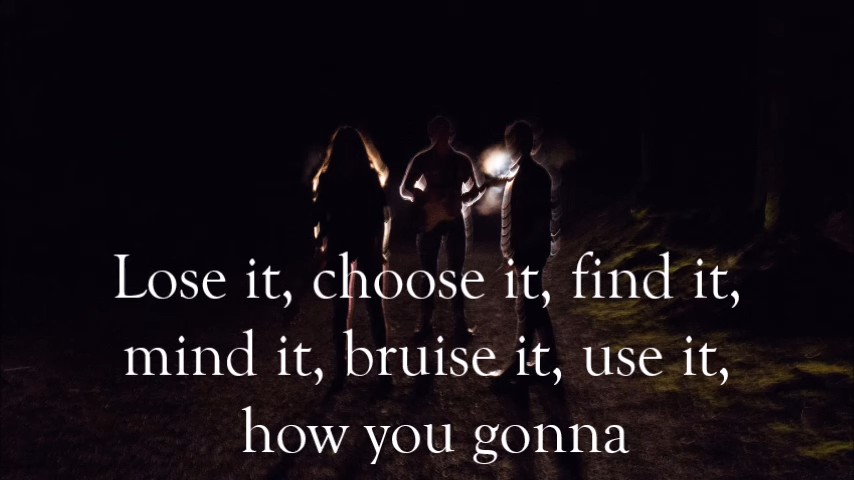 Lose it, choose it, find it,
mind it, bruise it, use it,
how you gonna